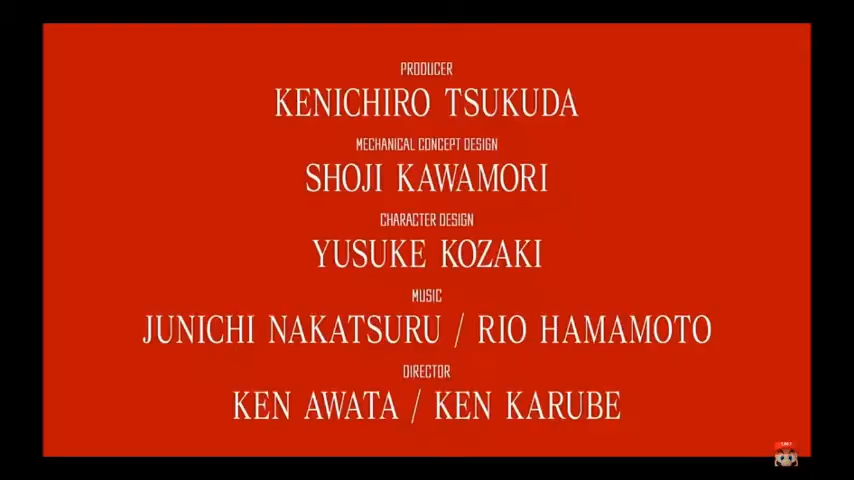 PRODUCER
KENICHIRO TSUKUDA
MECHANICAL CONCEPT DESIGN
SHOJI KAWAMORI
CHARACTER DESIGN
YUSUKE KOZAKI
MUSIC
JUNICHI NAKATSURU / RIO HAMAMOTO
DIRECTOR
KEN AWATA / KEN KARUBE